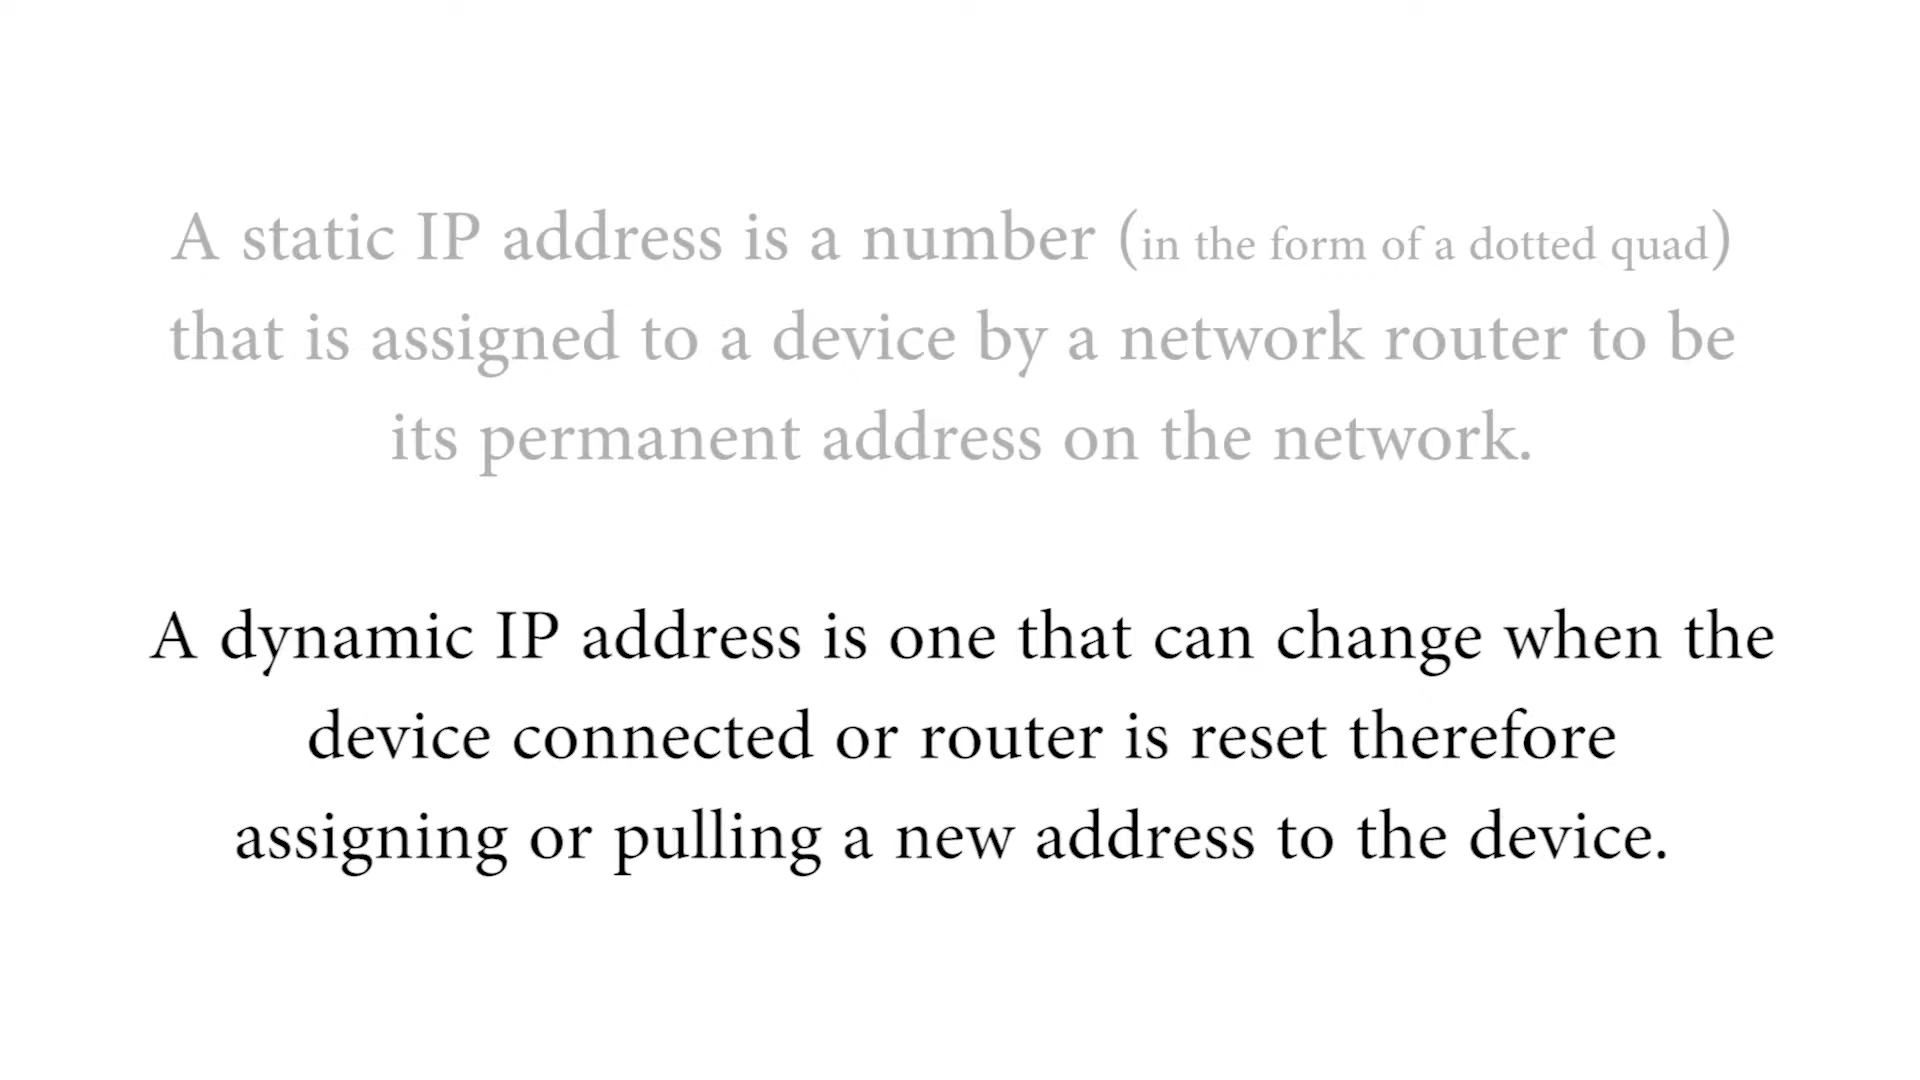 A static IP address is a number (in the form of a dotted quad)
that is assigned to a device by a network router to be
its permanent address on the network.
A dynamic IP address is one that can change when the
device connected or router is reset therefore
assigning or pulling a new address to the device.